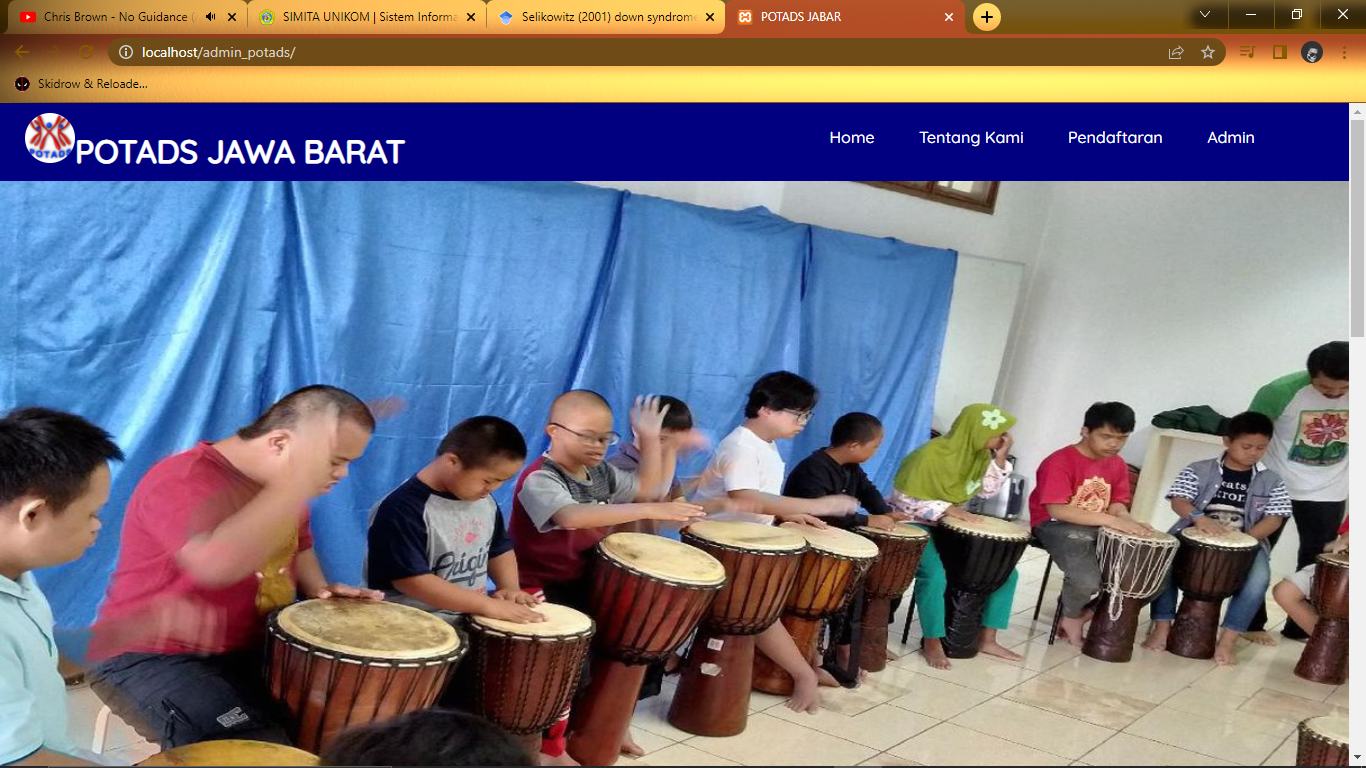 Chris Brown - No Guidance (
SIMITA UNIKOM | Sistem Informa
Selikowitz (2001) down syndrome
POTADS JABAR
localhost/admin_potads/
Skidrow & Reloade...
POTADS
POTADS JAWA BARAT
Home
Tentang Kami
Pendaftaran
Admin
Origin